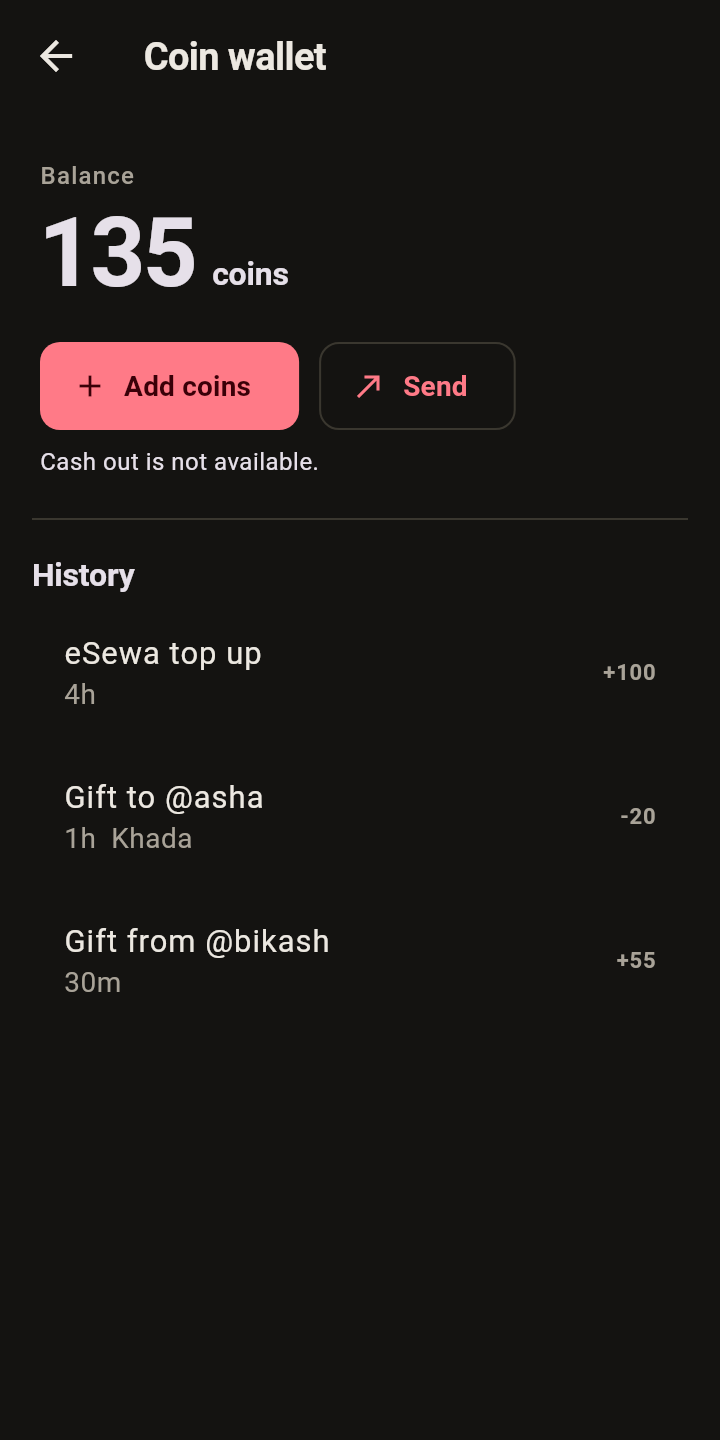 Coin wallet
Balance
135 coins
Add coins
Send
Cash out is not available.
History
eSewa top up
4h
+100
Gift to @asha
1h  Khada
-20
Gift from @bikash
30m
+55